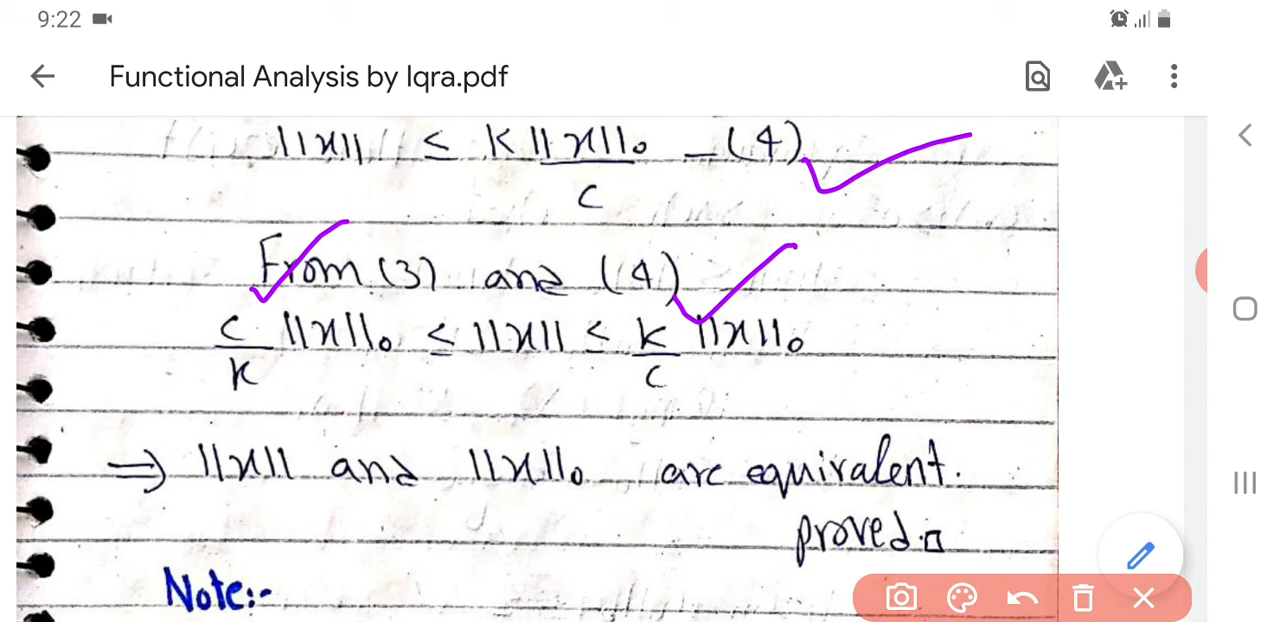 9:22
Functional Analysis by Iqra.pdf
||x|| ≤ K ||x||₀ — (4)
c
From (3) and (4)
c/K ||x||₀ ≤ ||x|| ≤ K/c ||x||₀
⇒ ||x|| and ||x||₀ are equivalent.
proved.□
Note:-